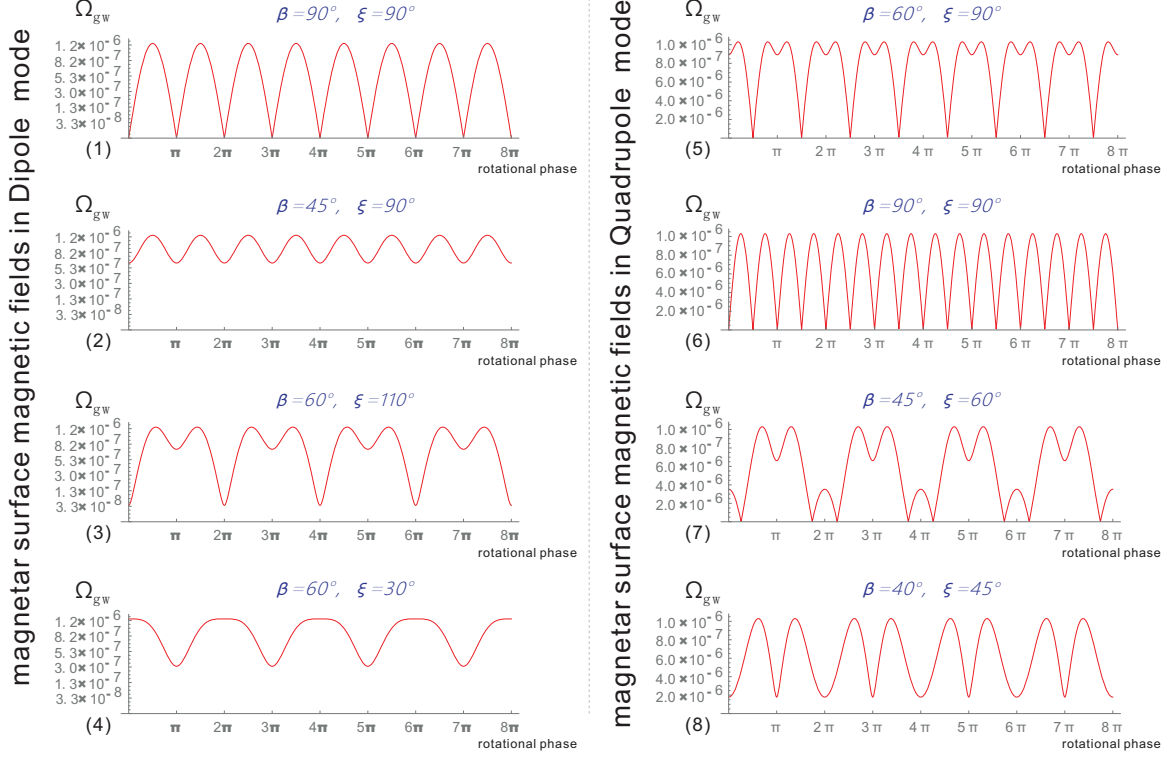 magnetar surface magnetic fields in Dipole mode
Ωgw
β=90°, ξ=90°
1.2×10-6
8.2×10-7
5.3×10-7
3.0×10-7
1.3×10-7
3.3×10-8
(1)
π 2π 3π 4π 5π 6π 7π 8π
rotational phase
Ωgw
β=45°, ξ=90°
1.2×10-6
8.2×10-7
5.3×10-7
3.0×10-7
1.3×10-7
3.3×10-8
(2)
π 2π 3π 4π 5π 6π 7π 8π
rotational phase
Ωgw
β=60°, ξ=110°
1.2×10-6
8.2×10-7
5.3×10-7
3.0×10-7
1.3×10-7
3.3×10-8
(3)
π 2π 3π 4π 5π 6π 7π 8π
rotational phase
Ωgw
β=60°, ξ=30°
1.2×10-6
8.2×10-7
5.3×10-7
3.0×10-7
1.3×10-7
3.3×10-8
(4)
π 2π 3π 4π 5π 6π 7π 8π
rotational phase
magnetar surface magnetic fields in Quadrupole mode
Ωgw
β=60°, ξ=90°
1.0×10-6
8.0×10-6
6.0×10-6
4.0×10-6
2.0×10-6
(5)
π 2π 3π 4π 5π 6π 7π 8π
rotational phase
Ωgw
β=90°, ξ=90°
1.0×10-6
8.0×10-6
6.0×10-6
4.0×10-6
2.0×10-6
(6)
π 2π 3π 4π 5π 6π 7π 8π
rotational phase
Ωgw
β=45°, ξ=60°
1.0×10-6
8.0×10-6
6.0×10-6
4.0×10-6
2.0×10-6
(7)
π 2π 3π 4π 5π 6π 7π 8π
rotational phase
Ωgw
β=40°, ξ=45°
1.0×10-6
8.0×10-6
6.0×10-6
4.0×10-6
2.0×10-6
(8)
π 2π 3π 4π 5π 6π 7π 8π
rotational phase